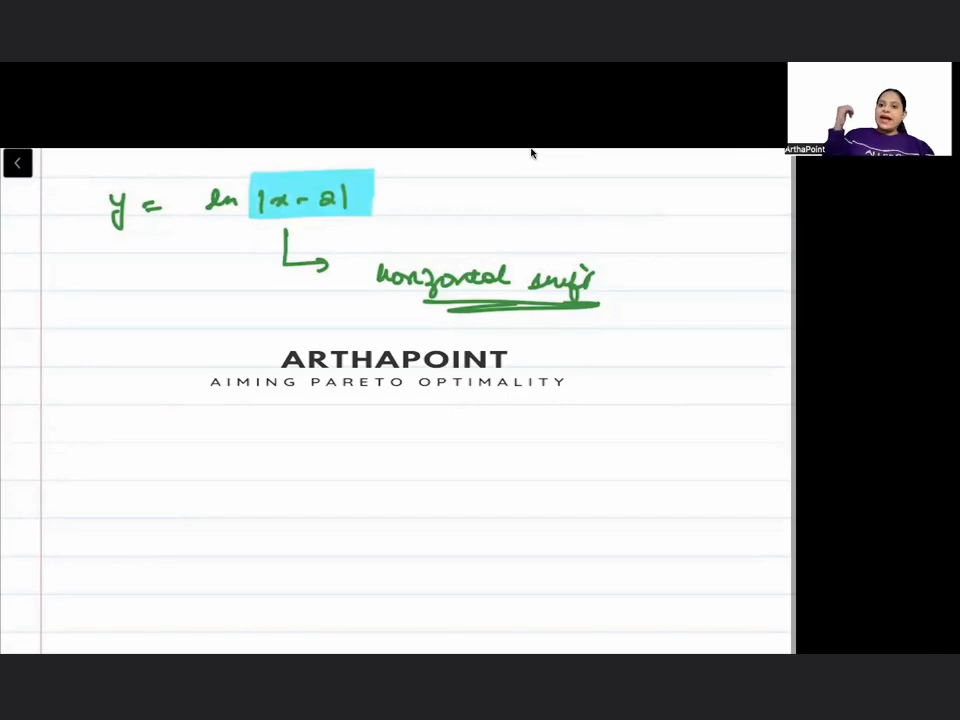 ArthaPoint
y = ln |x - 2|
horizontal shift
ARTHAPOINT
AIMING PARETO OPTIMALITY